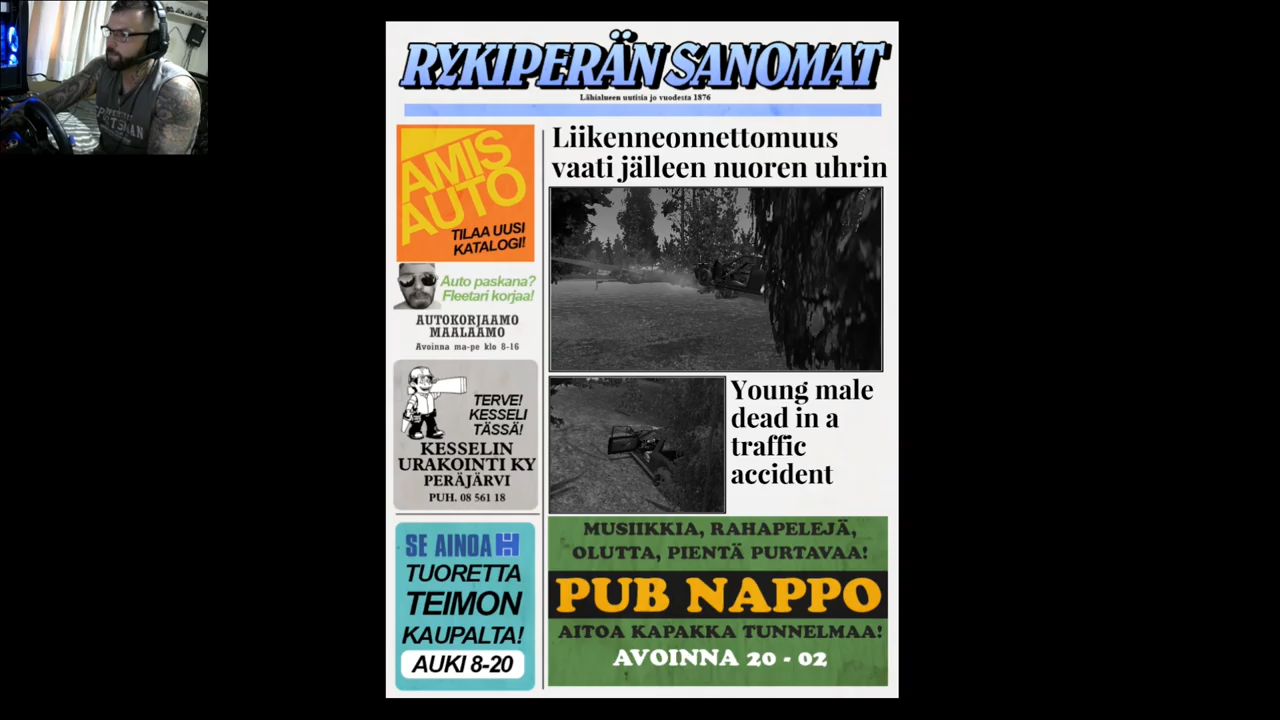 RYKIPERÄN SANOMAT
Lähialueen uutisia jo vuodesta 1876
AMIS
AUTO
TILAA UUSI
KATALOGI!
Auto paskana?
Fleetari korjaa!
AUTOKORJAAMO
MAALAAMO
Avoinna ma-pe klo 8-16
TERVE!
KESSELI
TÄSSÄ!
KESSELIN
URAKOINTI KY
PERÄJÄRVI
PUH. 08 561 18
SE AINOA H
TUORETTA
TEIMON
KAUPALTA!
AUKI 8-20
Liikenneonnettomuus
vaati jälleen nuoren uhrin
Young male
dead in a
traffic
accident
MUSIIKKIA, RAHAPELEJÄ,
OLUTTA, PIENTÄ PURTAVAA!
PUB NAPPO
AITOA KAPAKKA TUNNELMAA!
AVOINNA 20 - 02